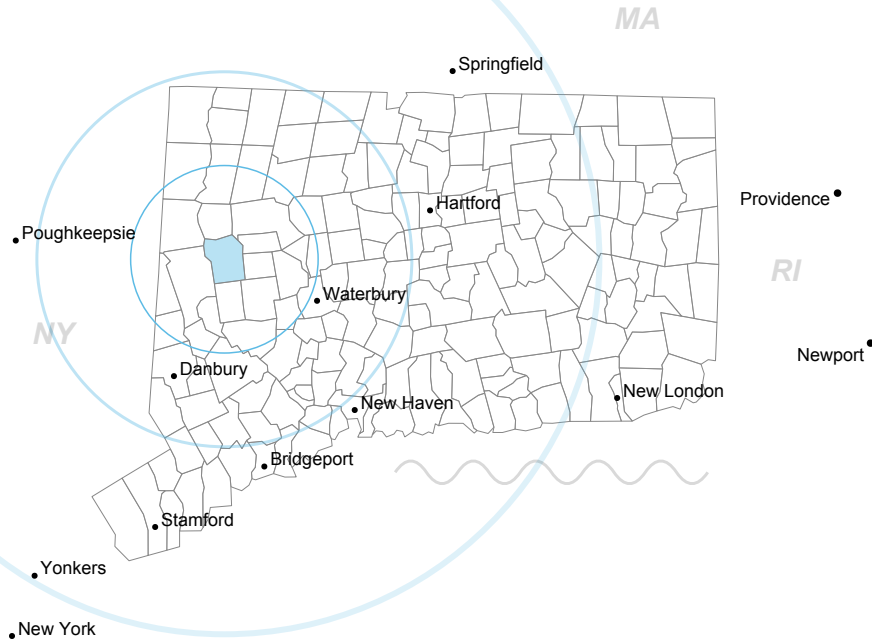 MA
Springfield
Providence
Hartford
Poughkeepsie
RI
Waterbury
NY
Newport
Danbury
New London
New Haven
Bridgeport
Stamford
Yonkers
New York